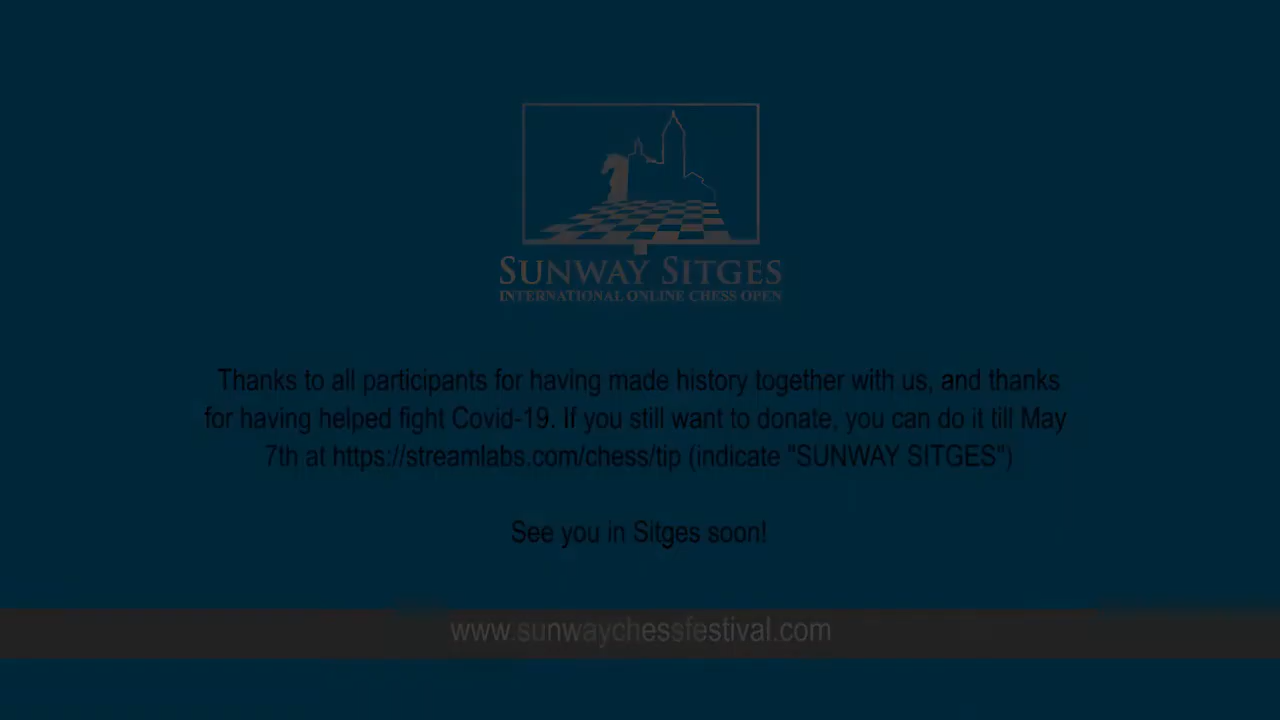 SUNWAY SITGES
INTERNATIONAL ONLINE CHESS OPEN
Thanks to all participants for having made history together with us, and thanks
for having helped fight Covid-19. If you still want to donate, you can do it till May
7th at https://streamlabs.com/chess/tip (indicate "SUNWAY SITGES")
See you in Sitges soon!
www.sunwaychessfestival.com